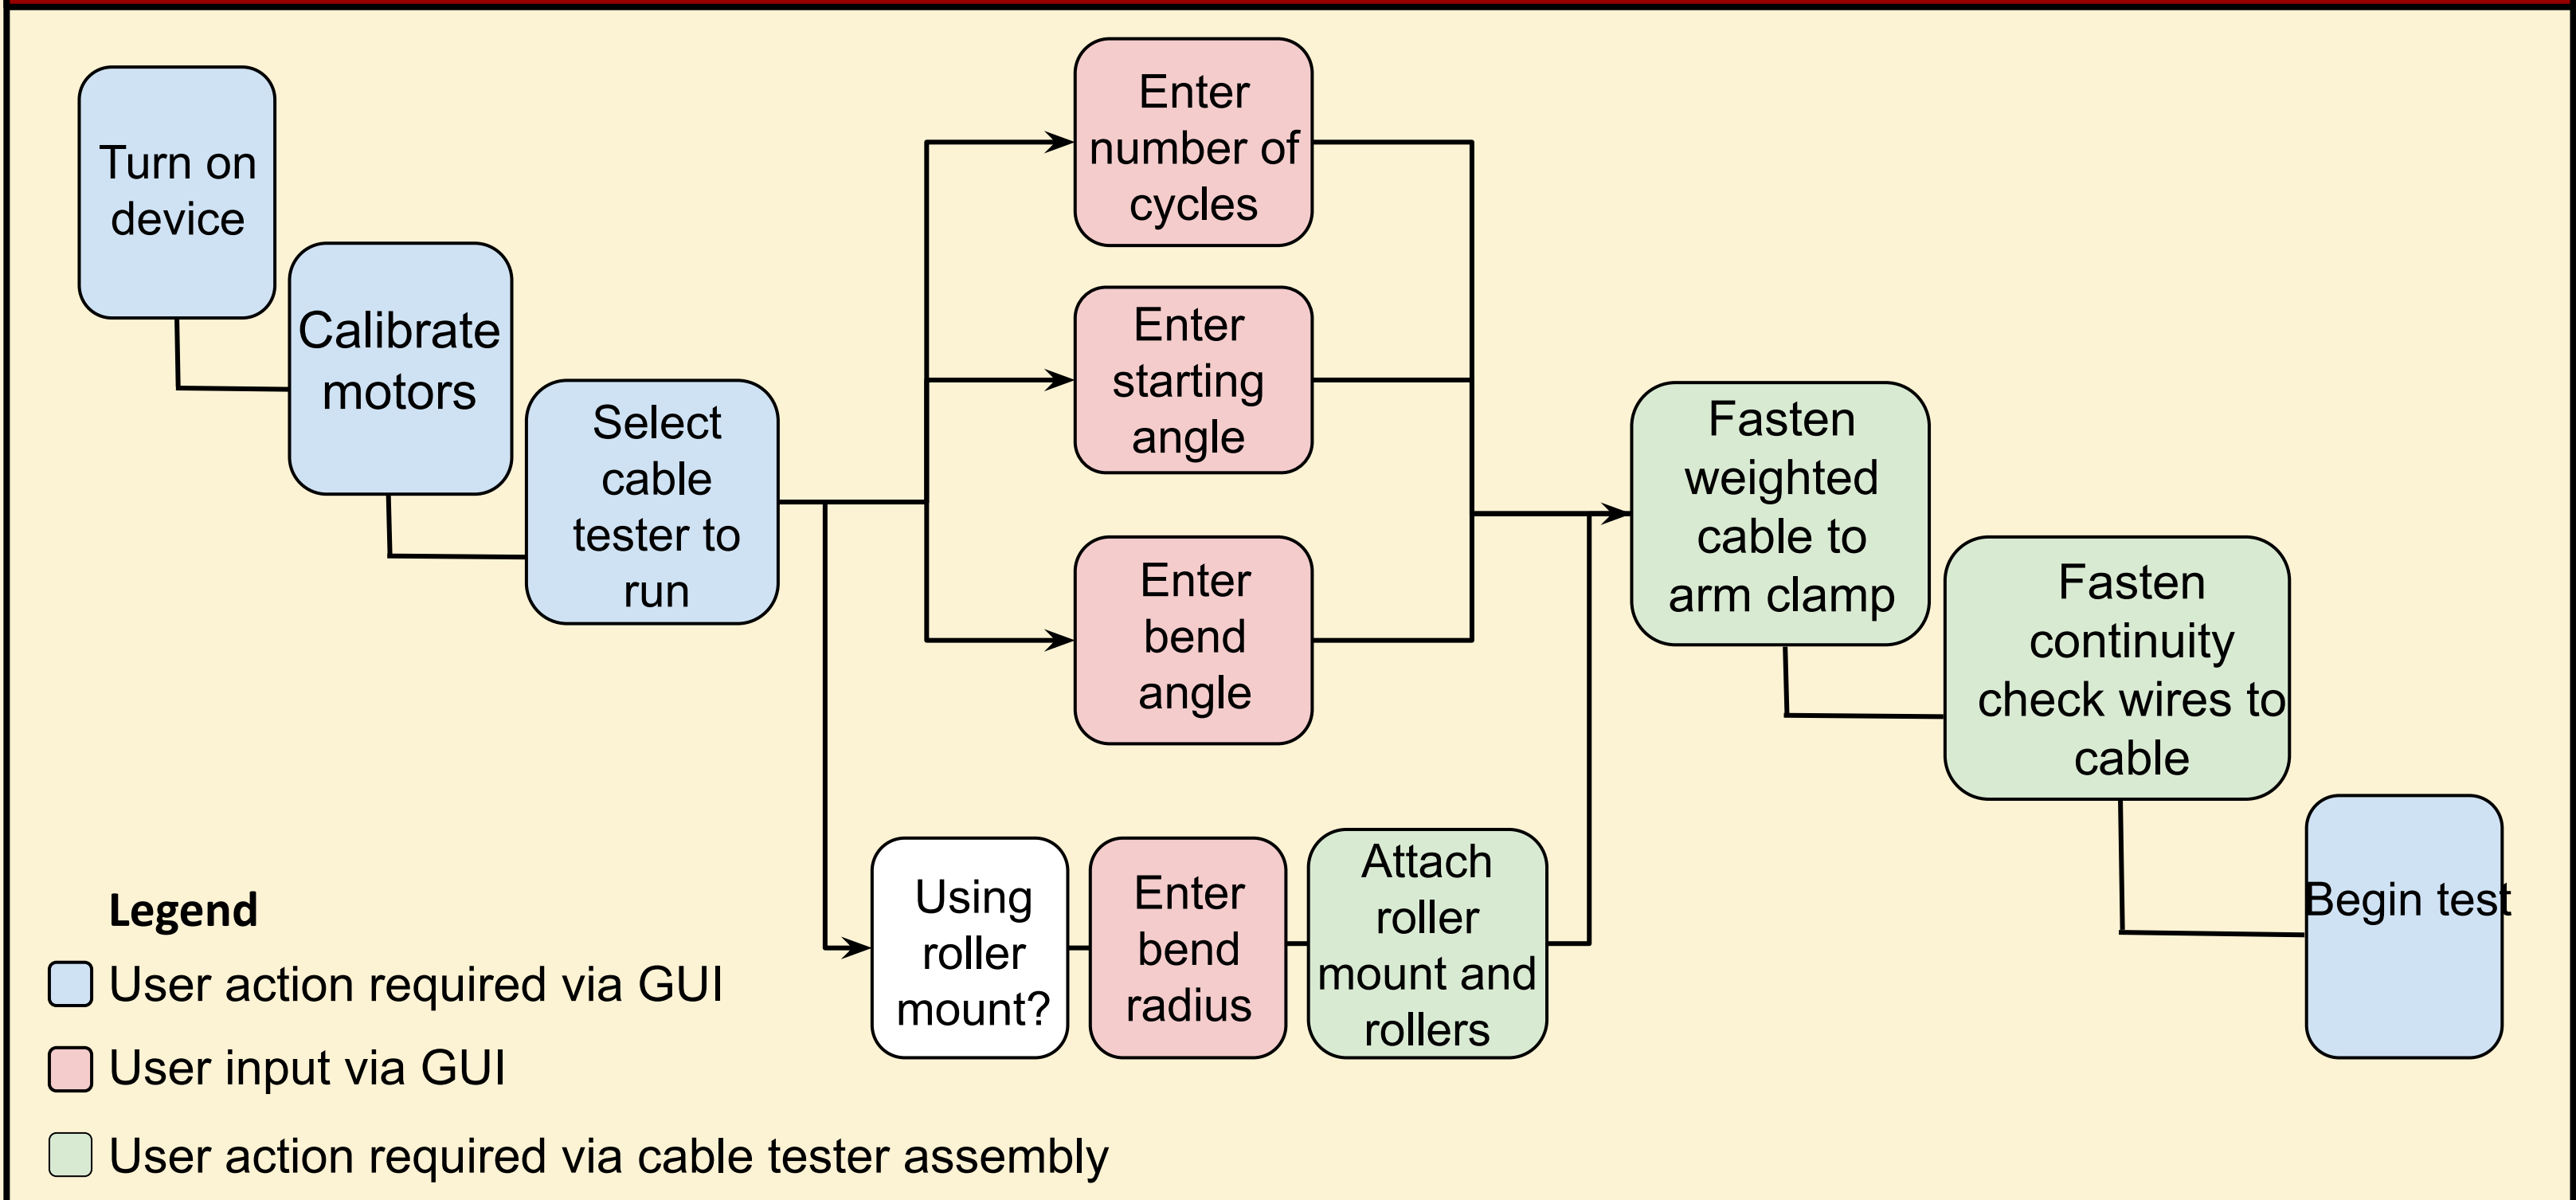 Turn on
device
Calibrate
motors
Select
cable
tester to
run
Enter
number of
cycles
Enter
starting
angle
Enter
bend
angle
Using
roller
mount?
Enter
bend
radius
Attach
roller
mount and
rollers
Fasten
weighted
cable to
arm clamp
Fasten
continuity
check wires to
cable
Begin test
Legend
User action required via GUI
User input via GUI
User action required via cable tester assembly